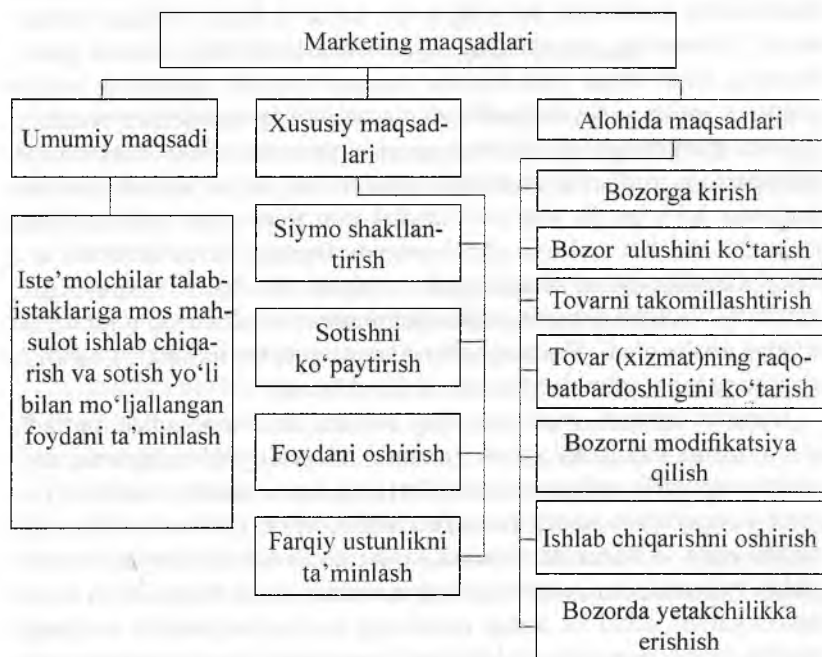 Marketing maqsadlari
Umumiy maqsadi
Iste’molchilar talab-
istaklariga mos mah-
sulot ishlab chiqa-
rish va sotish yo‘li
bilan mo‘ljallangan
foydani ta’minlash
Xususiy maqsad-
lari
Siymo shakllan-
tirish
Sotishni
ko‘paytirish
Foydani oshirish
Farqiy ustunlikni
ta’minlash
Alohida maqsadlari
Bozorga kirish
Bozor ulushini ko‘tarish
Tovarni takomillashtirish
Tovar (xizmat)ning raqo-
batbardoshligini ko‘tarish
Bozorni modifikatsiya
qilish
Ishlab chiqarishni oshirish
Bozorda yetakchilikka
erishish